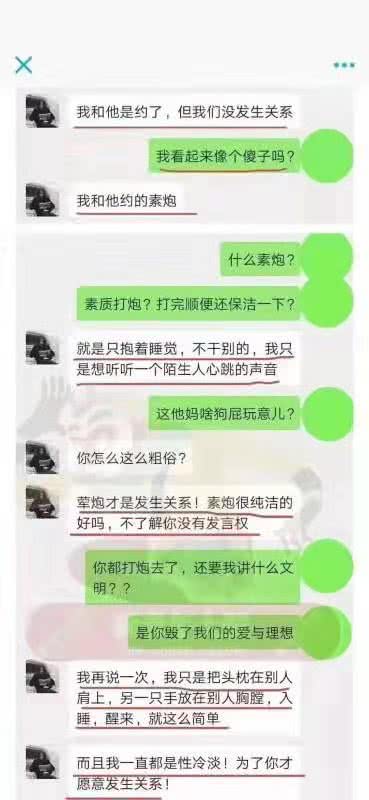 我和他是约了，但我们没发生关系
我看起来像个傻子吗？
我和他约的素炮
什么素炮？
素质打炮？打完顺便还保洁一下？
就是只抱着睡觉，不干别的，我只
是想听听一个陌生人心跳的声音
这他妈啥狗屁玩意儿？
你怎么这么粗俗？
荤炮才是发生关系！素炮很纯洁的
好吗，不了解你没有发言权
你都打炮去了，还要我讲什么文
明？？
是你毁了我们的爱与理想
我再说一次，我只是把头枕在别人
肩上，另一只手放在别人胸膛，入
睡，醒来，就这么简单
而且我一直都是性冷淡！为了你才
愿意发生关系！